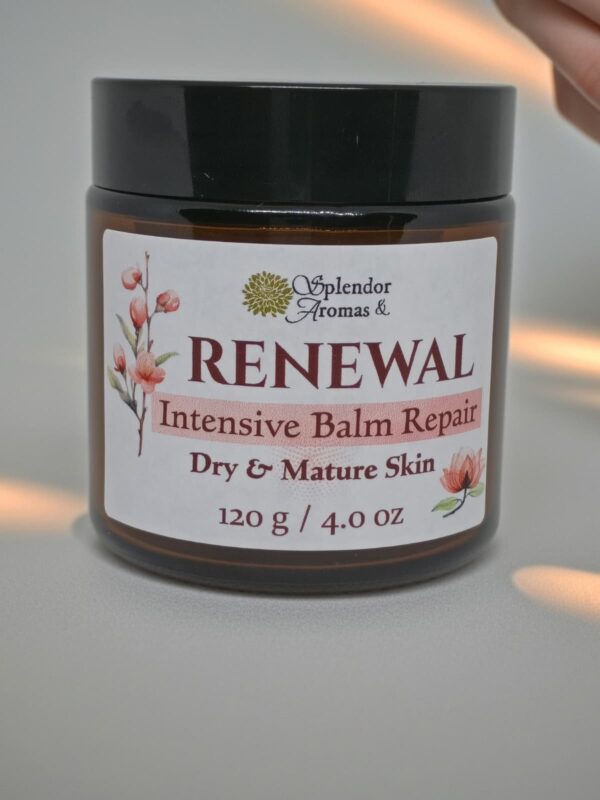 Splendor
Aromas &
RENEWAL
Intensive Balm Repair
Dry & Mature Skin
120 g / 4.0 oz